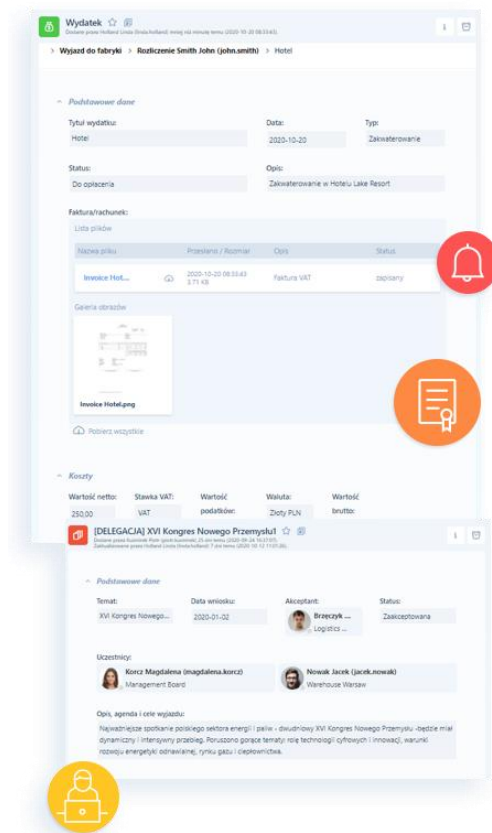 Wydatek
Dodane przez Holland Linda (linda.holland) mniej niż minutę temu (2020-10-20 08:33:43).
> Wyjazd do fabryki > Rozliczenie Smith John (john.smith) > Hotel
Podstawowe dane
Tytuł wydatku: Data: Typ:
Hotel 2020-10-20 Zakwaterowanie
Status: Opis:
Do opłacenia Zakwaterowanie w Hotelu Lake Resort
Faktura/rachunek:
Lista plików
Nazwa pliku Przesłano / Rozmiar Opis Status
Invoice Hot... 2020-10-20 08:33:43 Faktura VAT zapisany
3.71 KB
Galeria obrazów
Invoice Hotel.png
Pobierz wszystkie
Koszty
Wartość netto: Stawka VAT: Wartość podatków: Waluta: Wartość brutto:
250,00 VAT Złoty PLN
[DELEGACJA] XVI Kongres Nowego Przemysłu1
Podstawowe dane
Temat: Data wniosku: Akceptant: Status:
XVI Kongres Nowego... 2020-01-02 Brzęczyk ... Zaakceptowana
Logistics ...
Uczestnicy:
Korcz Magdalena (magdalena.korcz) Nowak Jacek (jacek.nowak)
Management Board Warehouse Warsaw
Opis, agenda i cele wyjazdu:
Najważniejsze spotkanie polskiego sektora energii i paliw - dwudniowy XVI Kongres Nowego Przemysłu -będzie miał
dynamiczny i intensywny przebieg. Poruszono gorące tematy: rolę technologii cyfrowych i innowacji, warunki
rozwoju energetyki odnawialnej, rynku gazu i ciepłownictwa.